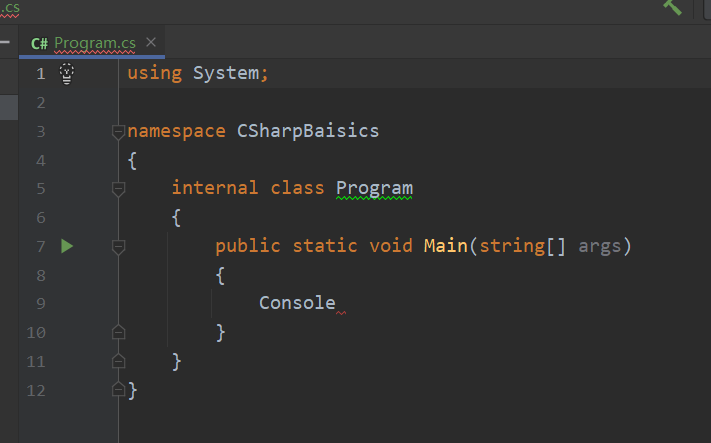 .cs
C# Program.cs
1 using System;
2
3 namespace CSharpBaisics
4 {
5 internal class Program
6 {
7 public static void Main(string[] args)
8 {
9 Console
10 }
11 }
12 }